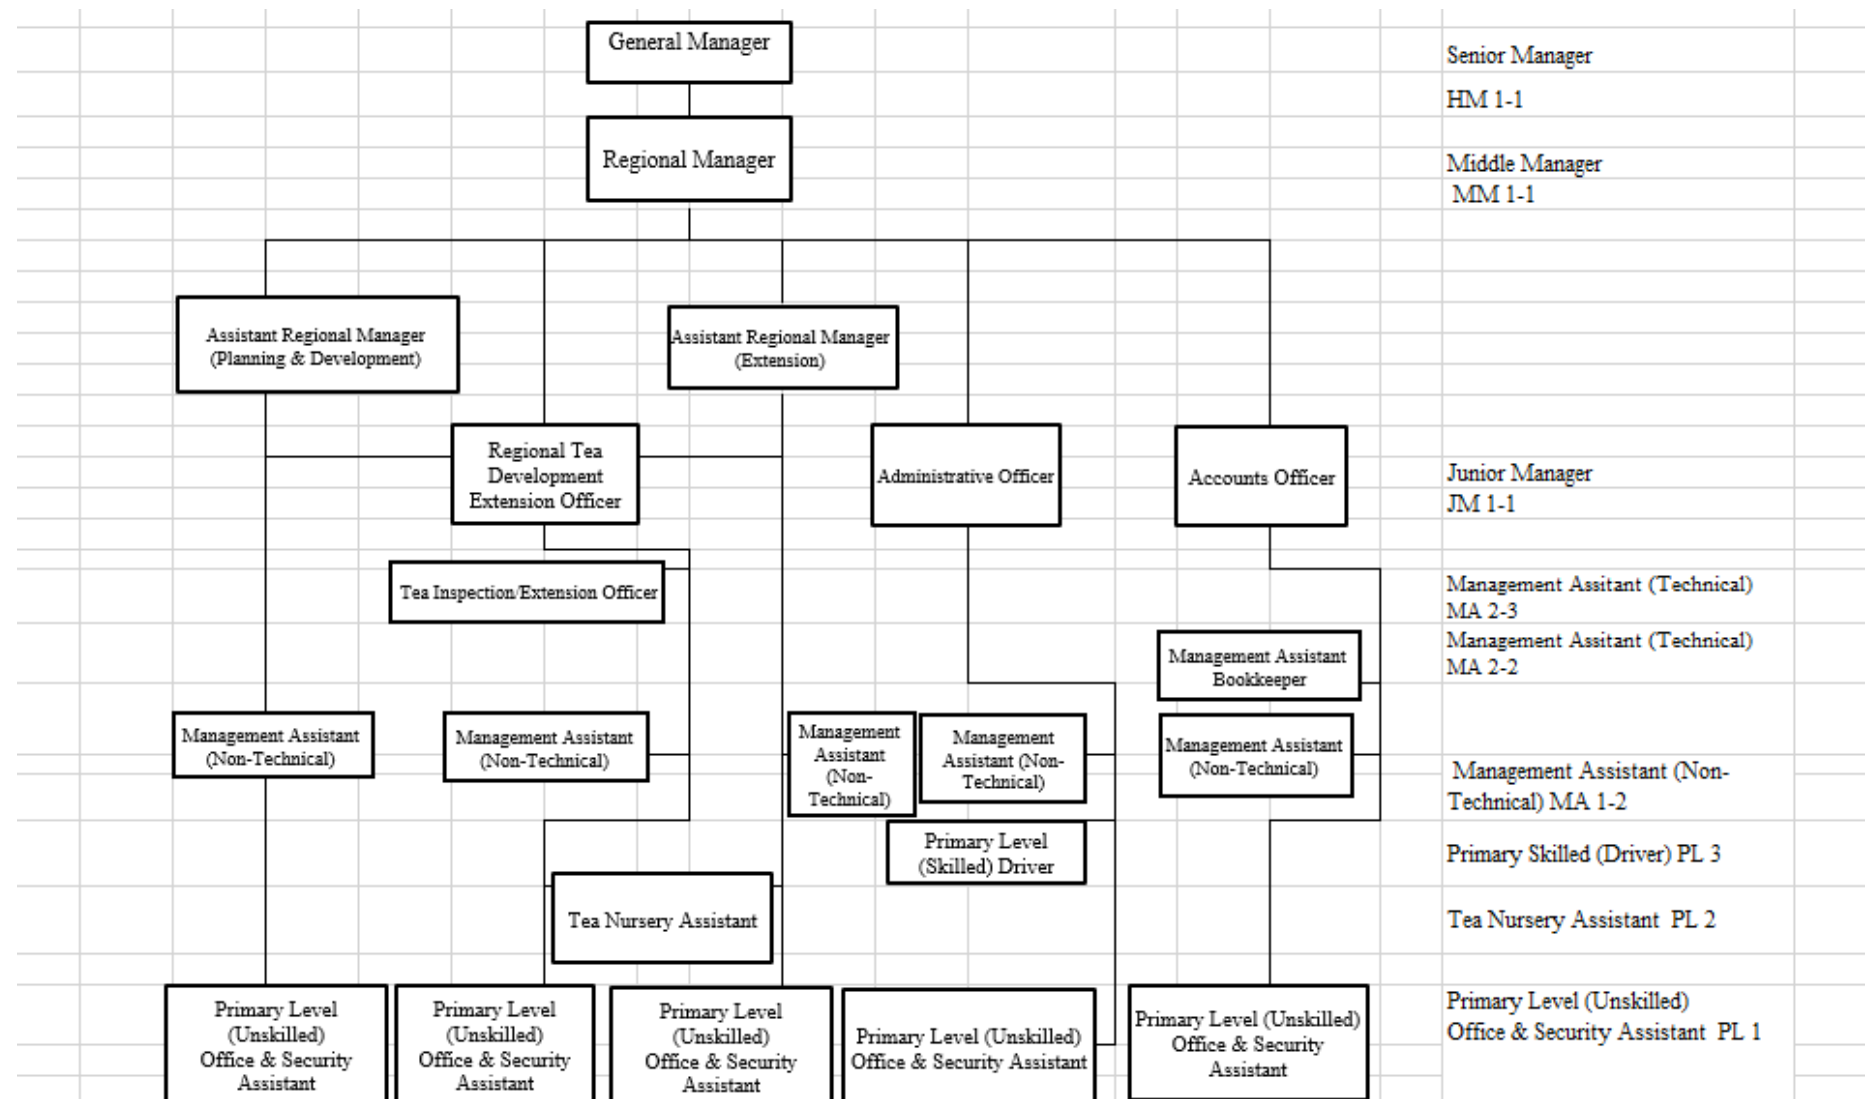 General Manager
Senior Manager
HM 1-1
Regional Manager
Middle Manager
MM 1-1
Assistant Regional Manager
(Planning & Development)
Assistant Regional Manager
(Extension)
Regional Tea
Development
Extension Officer
Administrative Officer
Accounts Officer
Junior Manager
JM 1-1
Tea Inspection/Extension Officer
Management Assitant (Technical)
MA 2-3
Management Assistant
Bookkeeper
Management Assitant (Technical)
MA 2-2
Management Assistant
(Non-Technical)
Management Assistant
(Non-Technical)
Management
Assistant
(Non-
Technical)
Management
Assistant (Non-
Technical)
Management Assistant
(Non-Technical)
Management Assistant (Non-
Technical) MA 1-2
Primary Level
(Skilled) Driver
Primary Skilled (Driver) PL 3
Tea Nursery Assistant
Tea Nursery Assistant PL 2
Primary Level
(Unskilled)
Office & Security
Assistant
Primary Level
(Unskilled)
Office & Security
Assistant
Primary Level
(Unskilled)
Office & Security
Assistant
Primary Level (Unskilled)
Office & Security Assistant
Primary Level (Unskilled)
Office & Security
Assistant
Primary Level (Unskilled)
Office & Security Assistant PL 1